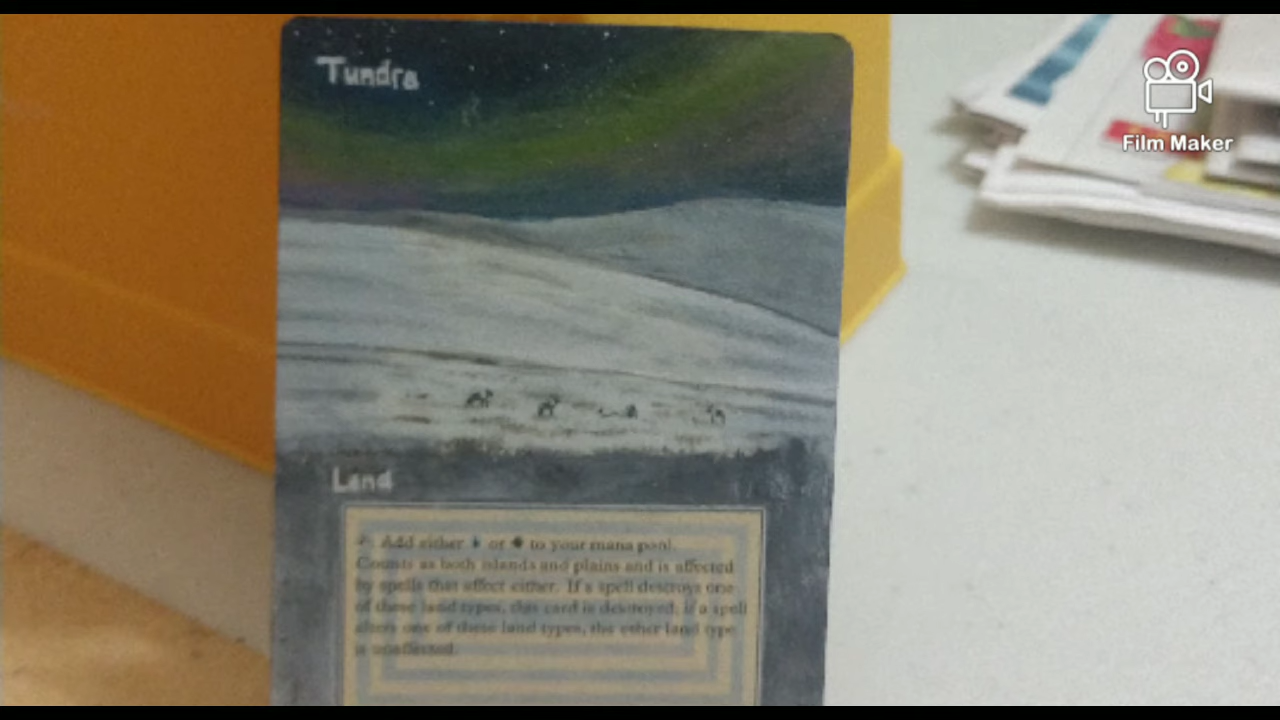 Tundra
Film Maker
Land
Add either or to your mana pool.
Counts as both islands and plains and is affected
by spells that affect either. If a spell destroys one
of these land types, this card is destroyed; if a spell
alters one of these land types, the other land type
is unaffected.